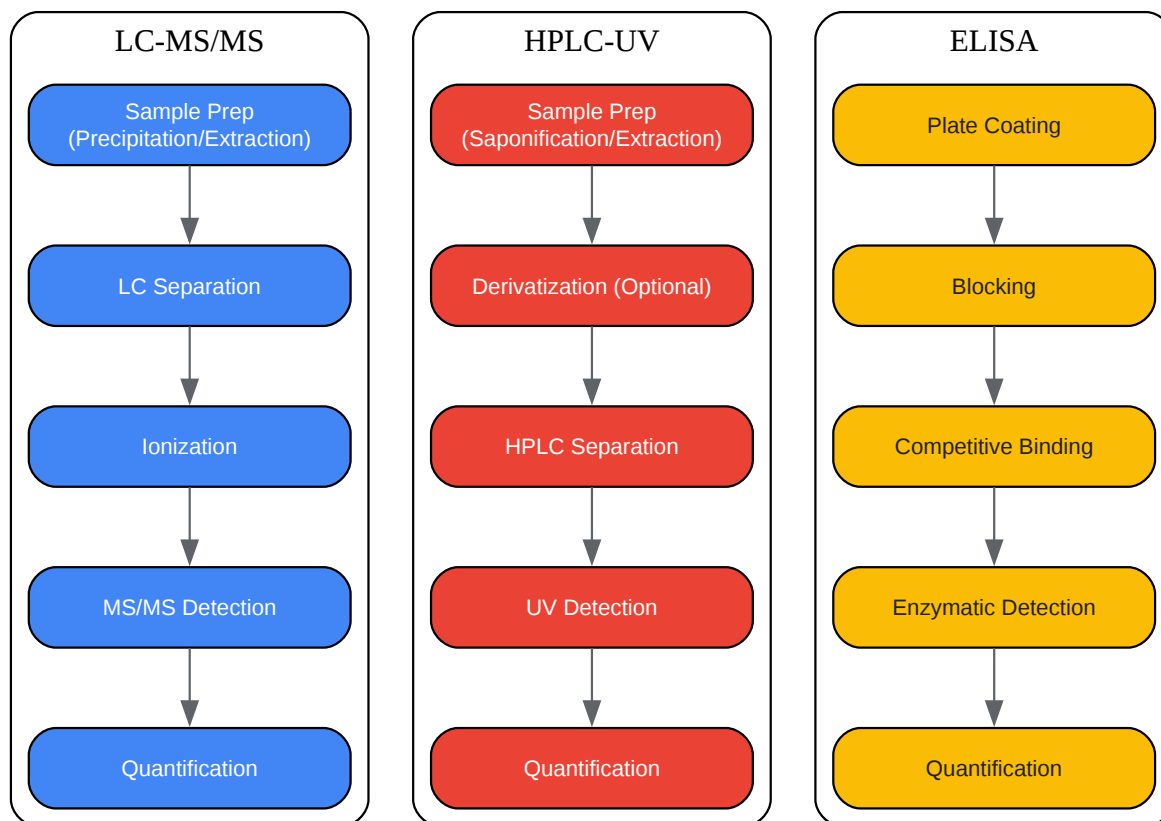 LC-MS/MS
Sample Prep
(Precipitation/Extraction)
LC Separation
Ionization
MS/MS Detection
Quantification
HPLC-UV
Sample Prep
(Saponification/Extraction)
Derivatization (Optional)
HPLC Separation
UV Detection
Quantification
ELISA
Plate Coating
Blocking
Competitive Binding
Enzymatic Detection
Quantification